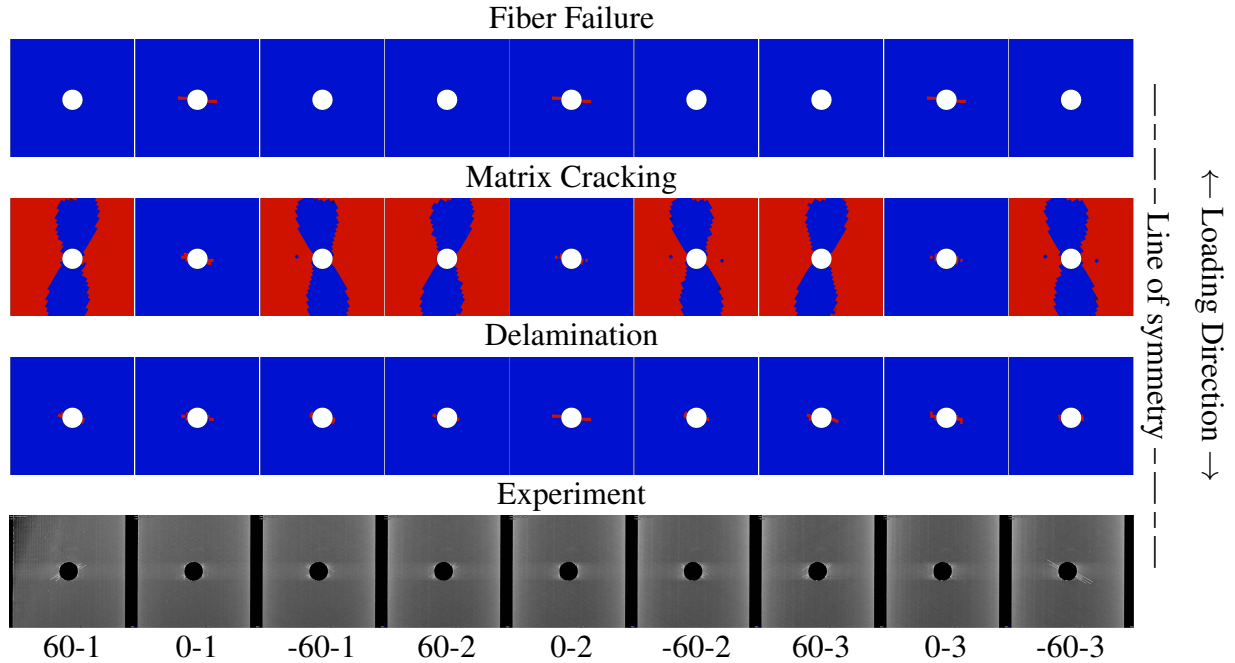 Fiber Failure
Matrix Cracking
Delamination
Experiment
60-1 0-1 -60-1 60-2 0-2 -60-2 60-3 0-3 -60-3
Line of symmetry
← Loading Direction →